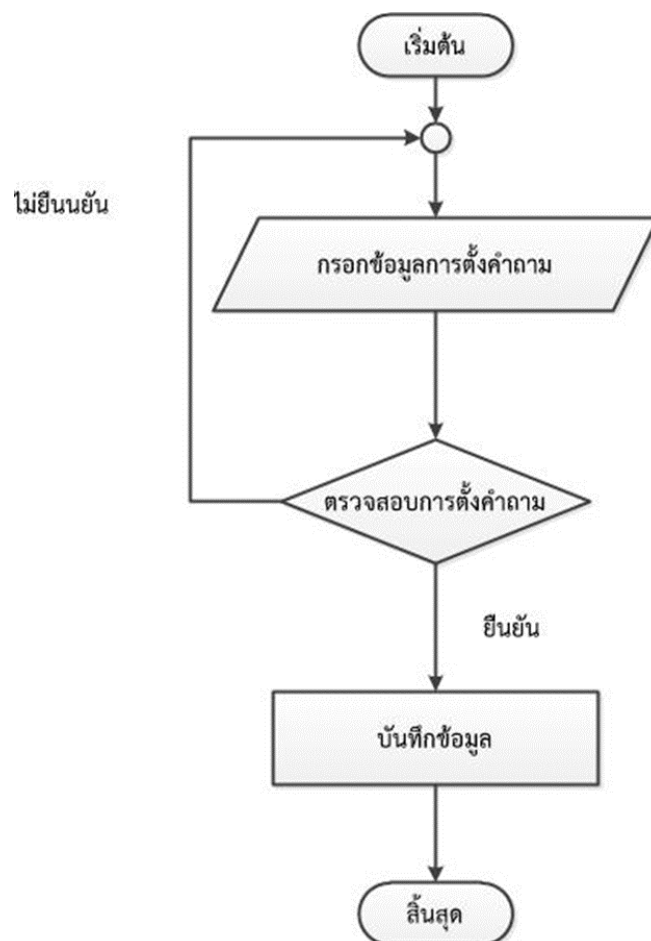 เริ่มต้น
ไม่ยืนนยัน
กรอกข้อมูลการตั้งคำถาม
ตรวจสอบการตั้งคำถาม
ยืนยัน
บันทึกข้อมูล
สิ้นสุด